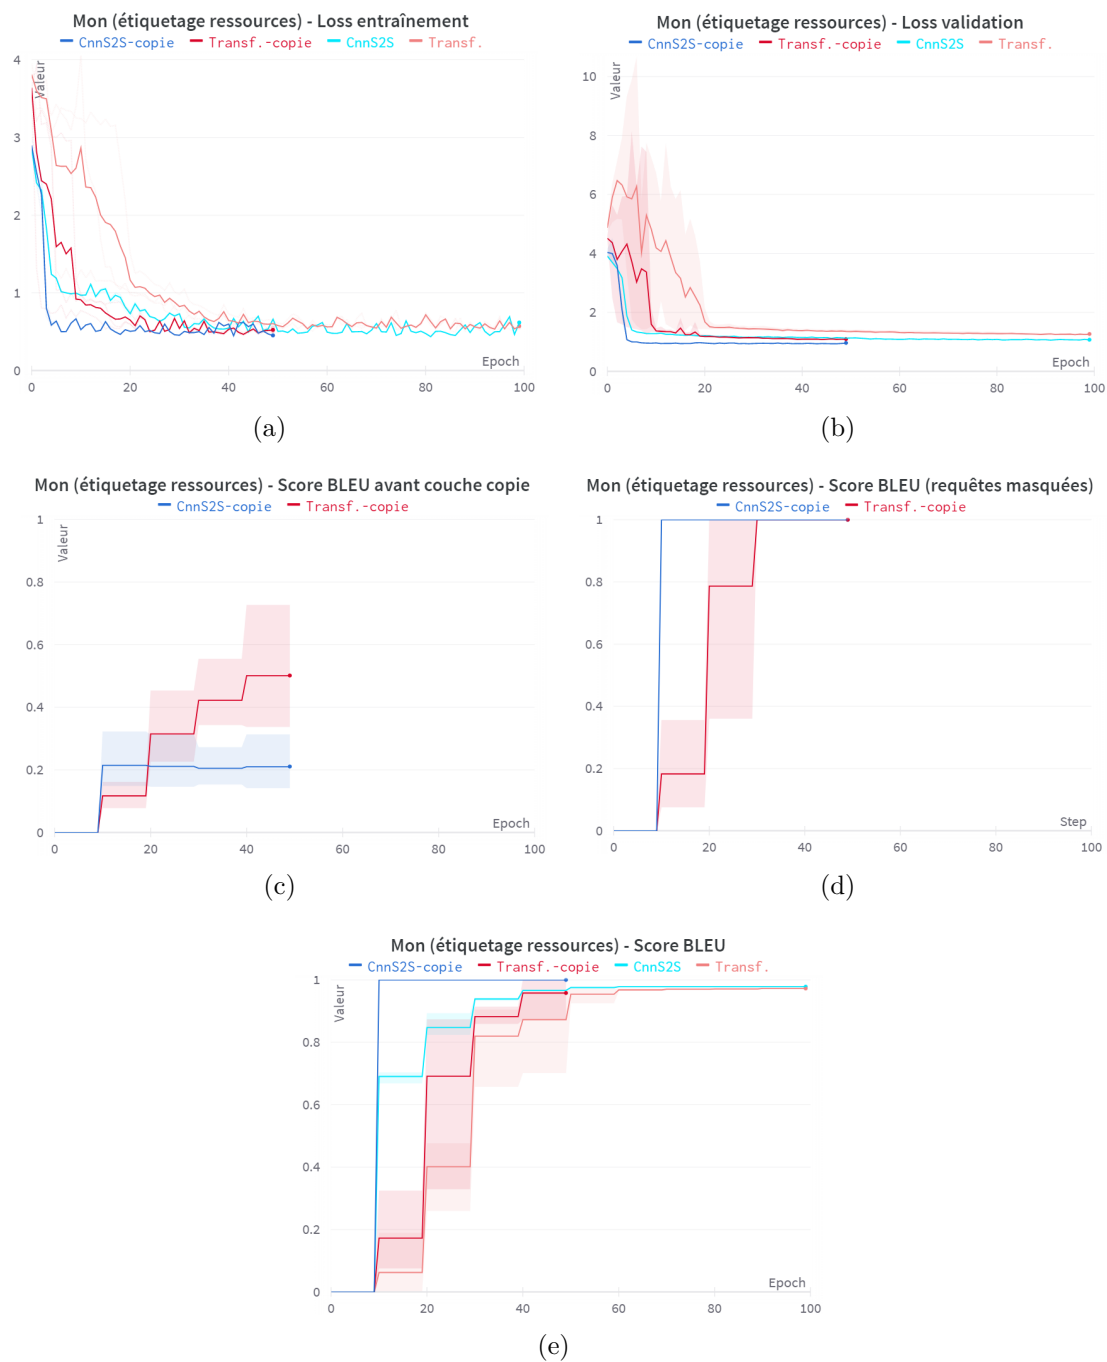 Mon (étiquetage ressources) - Loss entraînement
CnnS2S-copie Transf.-copie CnnS2S Transf.
Valeur
4
3
2
1
0
0 20 40 60 80 100
Epoch
(a)
Mon (étiquetage ressources) - Loss validation
CnnS2S-copie Transf.-copie CnnS2S Transf.
Valeur
10
8
6
4
2
0
0 20 40 60 80 100
Epoch
(b)
Mon (étiquetage ressources) - Score BLEU avant couche copie
CnnS2S-copie Transf.-copie
Valeur
1
0.8
0.6
0.4
0.2
0
0 20 40 60 80 100
Epoch
(c)
Mon (étiquetage ressources) - Score BLEU (requêtes masquées)
CnnS2S-copie Transf.-copie
1
0.8
0.6
0.4
0.2
0
0 20 40 60 80 100
Step
(d)
Mon (étiquetage ressources) - Score BLEU
CnnS2S-copie Transf.-copie CnnS2S Transf.
Valeur
1
0.8
0.6
0.4
0.2
0
0 20 40 60 80 100
Epoch
(e)